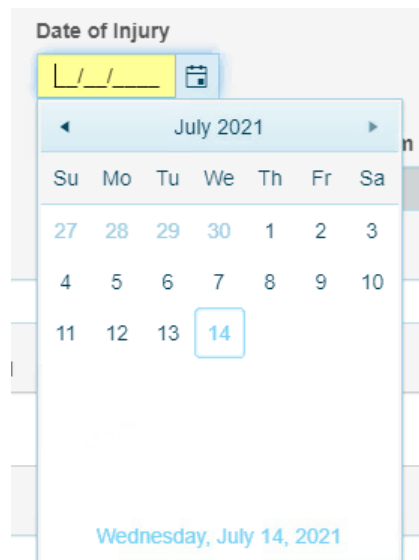 Date of Injury
__/__/____
July 2021
m
Su Mo Tu We Th Fr Sa
27 28 29 30 1 2 3
4 5 6 7 8 9 10
11 12 13 14
Wednesday, July 14, 2021